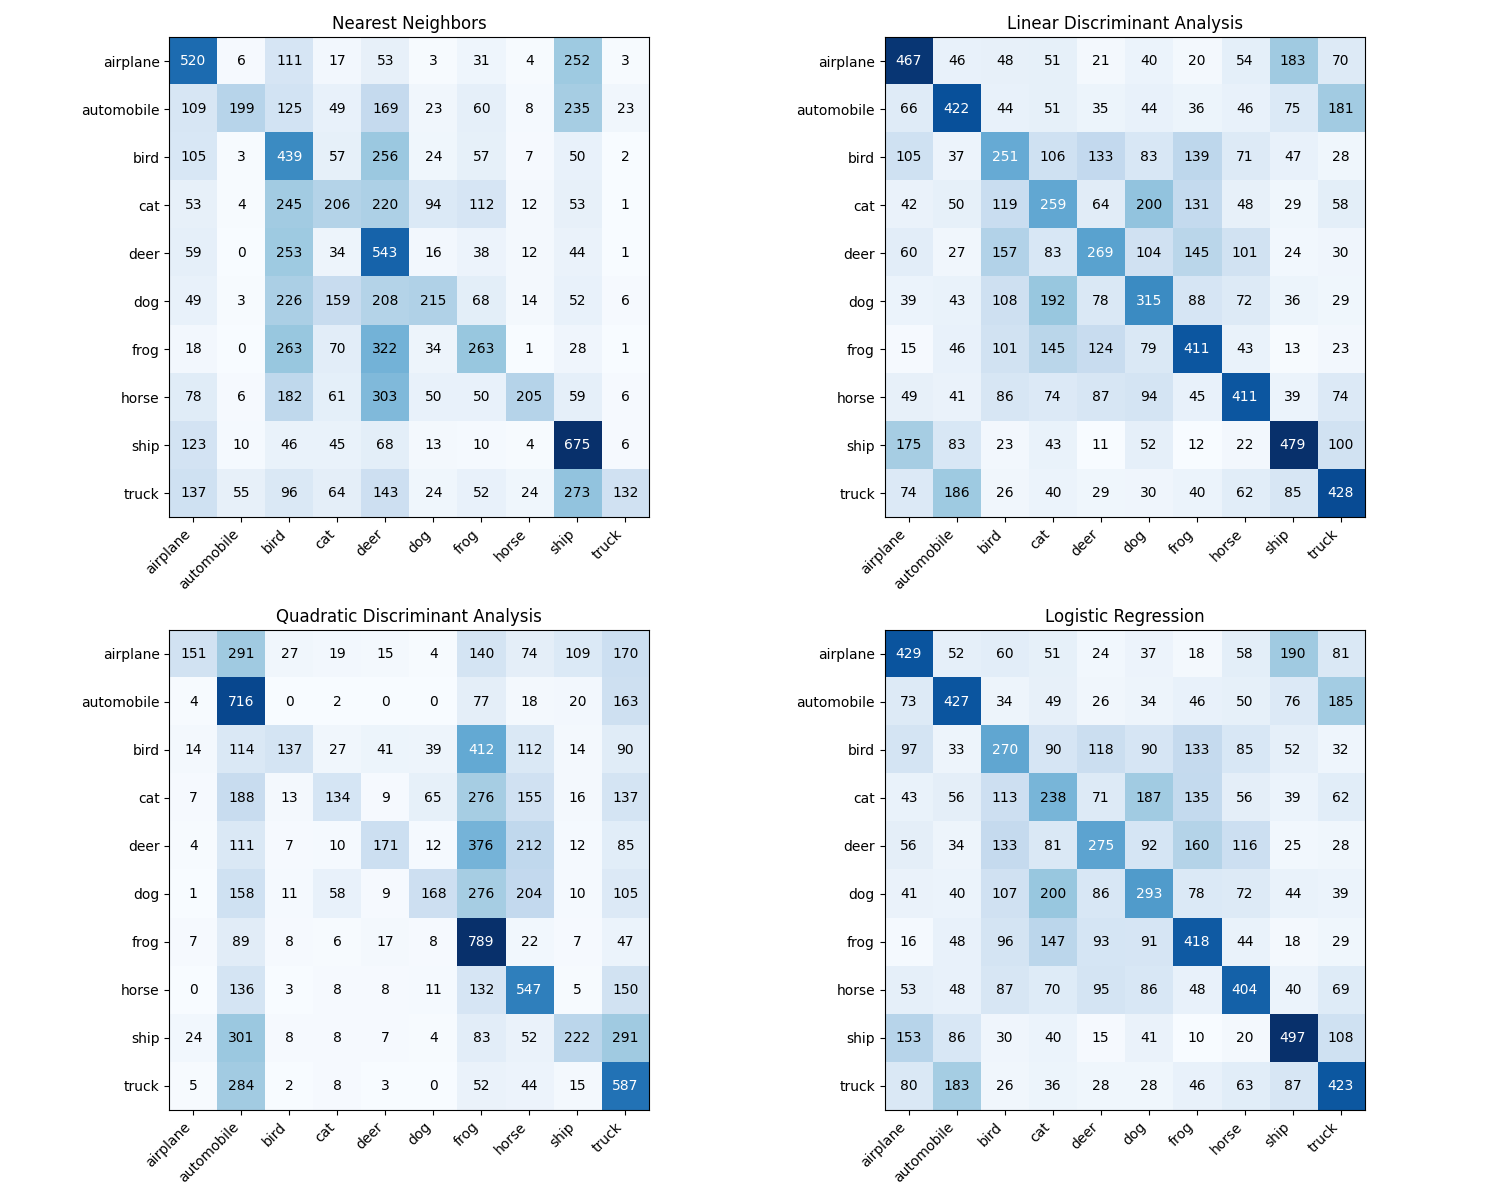 Nearest Neighbors
airplane 520 6 111 17 53 3 31 4 252 3
automobile 109 199 125 49 169 23 60 8 235 23
bird 105 3 439 57 256 24 57 7 50 2
cat 53 4 245 206 220 94 112 12 53 1
deer 59 0 253 34 543 16 38 12 44 1
dog 49 3 226 159 208 215 68 14 52 6
frog 18 0 263 70 322 34 263 1 28 1
horse 78 6 182 61 303 50 50 205 59 6
ship 123 10 46 45 68 13 10 4 675 6
truck 137 55 96 64 143 24 52 24 273 132
airplane automobile bird cat deer dog frog horse ship truck
Linear Discriminant Analysis
airplane 467 46 48 51 21 40 20 54 183 70
automobile 66 422 44 51 35 44 36 46 75 181
bird 105 37 251 106 133 83 139 71 47 28
cat 42 50 119 259 64 200 131 48 29 58
deer 60 27 157 83 269 104 145 101 24 30
dog 39 43 108 192 78 315 88 72 36 29
frog 15 46 101 145 124 79 411 43 13 23
horse 49 41 86 74 87 94 45 411 39 74
ship 175 83 23 43 11 52 12 22 479 100
truck 74 186 26 40 29 30 40 62 85 428
airplane automobile bird cat deer dog frog horse ship truck
Quadratic Discriminant Analysis
airplane 151 291 27 19 15 4 140 74 109 170
automobile 4 716 0 2 0 0 77 18 20 163
bird 14 114 137 27 41 39 412 112 14 90
cat 7 188 13 134 9 65 276 155 16 137
deer 4 111 7 10 171 12 376 212 12 85
dog 1 158 11 58 9 168 276 204 10 105
frog 7 89 8 6 17 8 789 22 7 47
horse 0 136 3 8 8 11 132 547 5 150
ship 24 301 8 8 7 4 83 52 222 291
truck 5 284 2 8 3 0 52 44 15 587
airplane automobile bird cat deer dog frog horse ship truck
Logistic Regression
airplane 429 52 60 51 24 37 18 58 190 81
automobile 73 427 34 49 26 34 46 50 76 185
bird 97 33 270 90 118 90 133 85 52 32
cat 43 56 113 238 71 187 135 56 39 62
deer 56 34 133 81 275 92 160 116 25 28
dog 41 40 107 200 86 293 78 72 44 39
frog 16 48 96 147 93 91 418 44 18 29
horse 53 48 87 70 95 86 48 404 40 69
ship 153 86 30 40 15 41 10 20 497 108
truck 80 183 26 36 28 28 46 63 87 423
airplane automobile bird cat deer dog frog horse ship truck